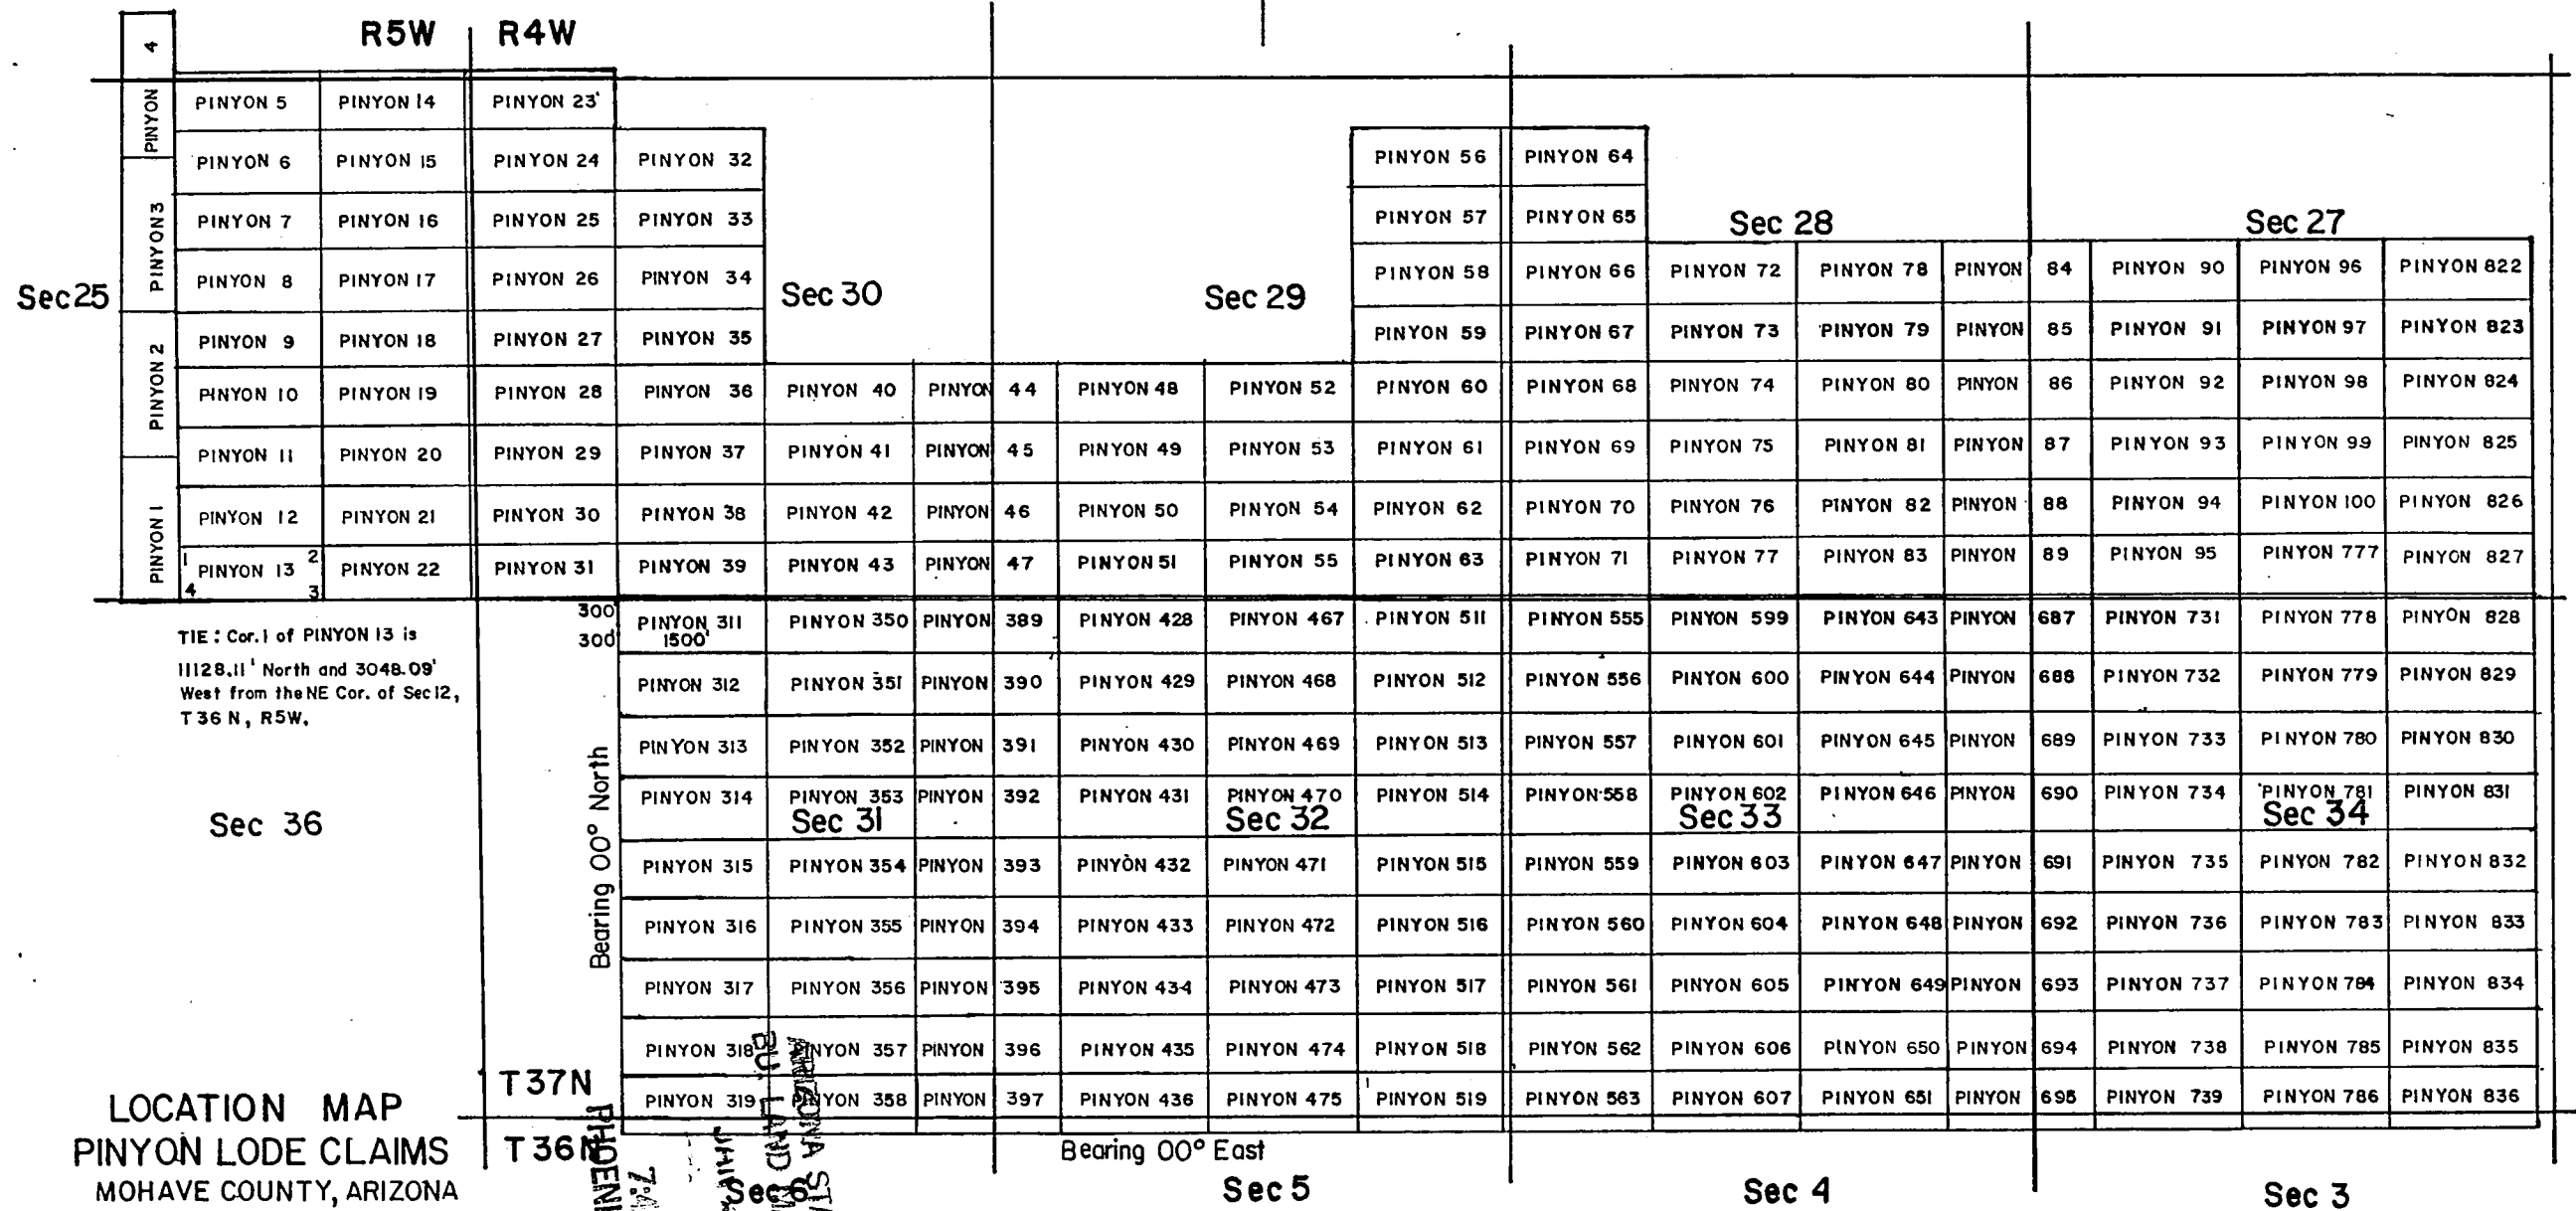 R5W R4W
4
PINYON
PINYON 5 PINYON 14 PINYON 23'
PINYON 6 PINYON 15 PINYON 24 PINYON 32 PINYON 56 PINYON 64
PINYON 3
PINYON 7 PINYON 16 PINYON 25 PINYON 33 PINYON 57 PINYON 65 Sec 28 Sec 27
Sec 25 PINYON 8 PINYON 17 PINYON 26 PINYON 34 Sec 30 Sec 29 PINYON 58 PINYON 66 PINYON 72 PINYON 78 PINYON 84 PINYON 90 PINYON 96 PINYON 822
PINYON 2
PINYON 9 PINYON 18 PINYON 27 PINYON 35 PINYON 59 PINYON 67 PINYON 73 PINYON 79 PINYON 85 PINYON 91 PINYON 97 PINYON 823
PINYON 10 PINYON 19 PINYON 28 PINYON 36 PINYON 40 PINYON 44 PINYON 48 PINYON 52 PINYON 60 PINYON 68 PINYON 74 PINYON 80 PINYON 86 PINYON 92 PINYON 98 PINYON 824
PINYON 11 PINYON 20 PINYON 29 PINYON 37 PINYON 41 PINYON 45 PINYON 49 PINYON 53 PINYON 61 PINYON 69 PINYON 75 PINYON 81 PINYON 87 PINYON 93 PINYON 99 PINYON 825
PINYON 1
PINYON 12 PINYON 21 PINYON 30 PINYON 38 PINYON 42 PINYON 46 PINYON 50 PINYON 54 PINYON 62 PINYON 70 PINYON 76 PINYON 82 PINYON 88 PINYON 94 PINYON 100 PINYON 826
1 2
PINYON 13 PINYON 22 PINYON 31 PINYON 39 PINYON 43 PINYON 47 PINYON 51 PINYON 55 PINYON 63 PINYON 71 PINYON 77 PINYON 83 PINYON 89 PINYON 95 PINYON 777 PINYON 827
4 3
300'
300'
PINYON 311 PINYON 350 PINYON 389 PINYON 428 PINYON 467 PINYON 511 PINYON 555 PINYON 599 PINYON 643 PINYON 687 PINYON 731 PINYON 778 PINYON 828
1500'
TIE: Cor. 1 of PINYON 13 is
11128.11' North and 3048.09'
West from the NE Cor. of Sec 12,
T36 N, R5W.
PINYON 312 PINYON 351 PINYON 390 PINYON 429 PINYON 468 PINYON 512 PINYON 556 PINYON 600 PINYON 644 PINYON 688 PINYON 732 PINYON 779 PINYON 829
PINYON 313 PINYON 352 PINYON 391 PINYON 430 PINYON 469 PINYON 513 PINYON 557 PINYON 601 PINYON 645 PINYON 689 PINYON 733 PINYON 780 PINYON 830
Bearing 00° North
PINYON 314 PINYON 353 PINYON 392 PINYON 431 PINYON 470 PINYON 514 PINYON 558 PINYON 602 PINYON 646 PINYON 690 PINYON 734 PINYON 781 PINYON 831
Sec 36 Sec 31 Sec 32 Sec 33 Sec 34
PINYON 315 PINYON 354 PINYON 393 PINYON 432 PINYON 471 PINYON 515 PINYON 559 PINYON 603 PINYON 647 PINYON 691 PINYON 735 PINYON 782 PINYON 832
PINYON 316 PINYON 355 PINYON 394 PINYON 433 PINYON 472 PINYON 516 PINYON 560 PINYON 604 PINYON 648 PINYON 692 PINYON 736 PINYON 783 PINYON 833
PINYON 317 PINYON 356 PINYON 395 PINYON 434 PINYON 473 PINYON 517 PINYON 561 PINYON 605 PINYON 649 PINYON 693 PINYON 737 PINYON 784 PINYON 834
PINYON 318 PINYON 357 PINYON 396 PINYON 435 PINYON 474 PINYON 518 PINYON 562 PINYON 606 PINYON 650 PINYON 694 PINYON 738 PINYON 785 PINYON 835
PINYON 319 PINYON 358 PINYON 397 PINYON 436 PINYON 475 PINYON 519 PINYON 563 PINYON 607 PINYON 651 PINYON 695 PINYON 739 PINYON 786 PINYON 836
T37N
T36N
Bearing 00° East
Sec 6 Sec 5 Sec 4 Sec 3
LOCATION MAP
PINYON LODE CLAIMS
MOHAVE COUNTY, ARIZONA
LAND